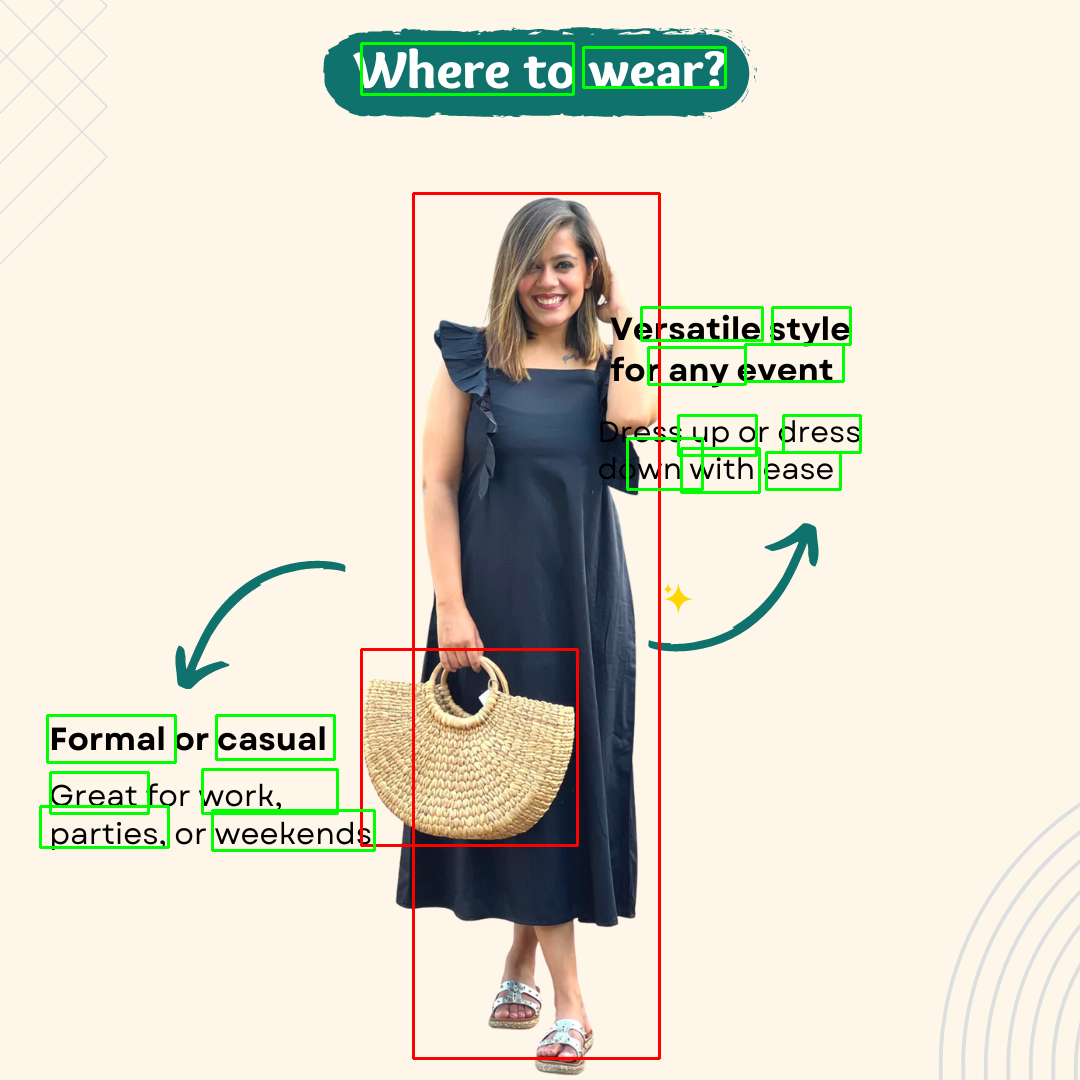 Where to wear?
Versatile style
for any event
Dress up or dress
down with ease
Formal or casual
Great for work,
parties, or weekends